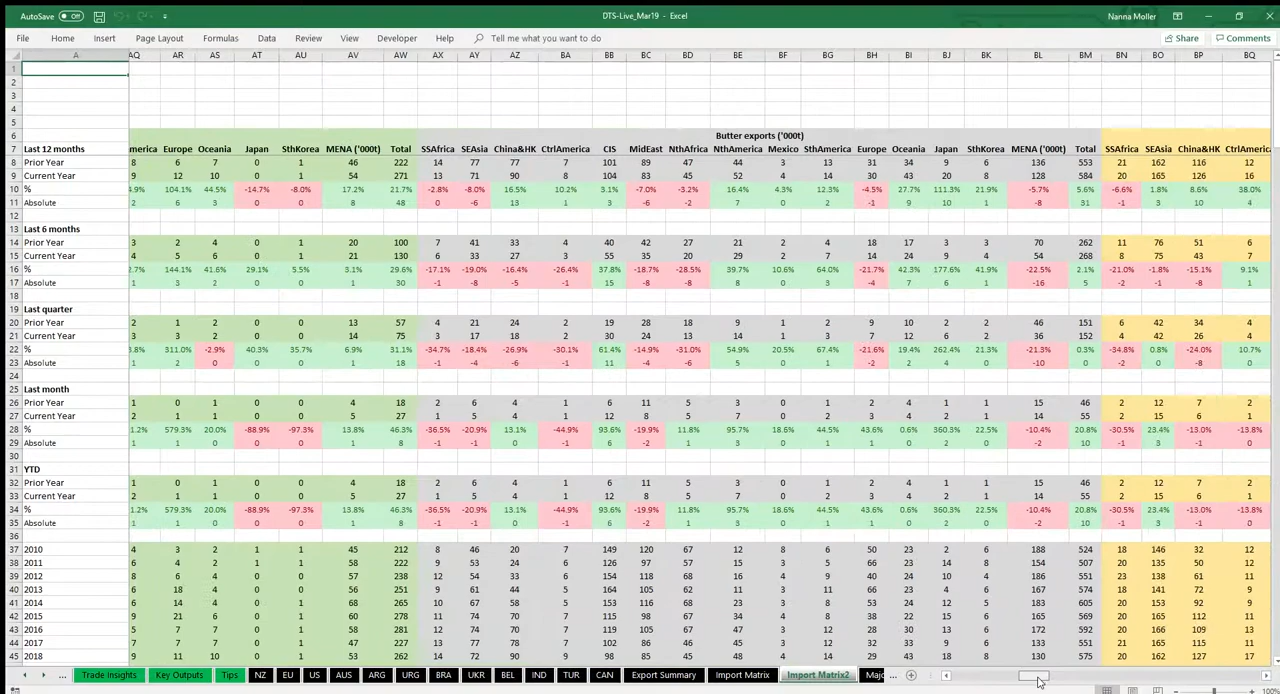 AutoSave Off DTS-Live_Mar19 - Excel Nanna Moller
File Home Insert Page Layout Formulas Data Review View Developer Help Tell me what you want to do Share Comments
A AQ AR AS AT AU AV AW AX AY AZ BA BB BC BD BE BF BG BH BI BJ BK BL BM BN BO BP BQ
1
2
3
4
5
6 Butter exports ('000t)
7 Last 12 months merica Europe Oceania Japan SthKorea MENA ('000t) Total SSAfrica SEAsia China&HK CtrlAmerica CIS MidEast NthAfrica NthAmerica Mexico SthAmerica Europe Oceania Japan SthKorea MENA ('000t) Total SSAfrica SEAsia China&HK CtrlAmerica
8 Prior Year 8 6 7 0 1 46 222 14 77 77 7 101 89 47 44 3 13 31 34 9 6 136 553 21 162 116 12
9 Current Year 9 12 10 0 1 54 271 13 71 90 8 104 83 45 52 4 14 30 43 20 8 128 584 20 165 126 16
10 % 4.9% 104.1% 44.5% -14.7% -8.0% 17.2% 21.7% -2.8% -8.0% 16.5% 10.2% 3.1% -7.0% -3.2% 16.4% 4.3% 12.3% -4.5% 27.7% 111.3% 21.9% -5.7% 5.6% -6.6% 1.8% 8.6% 38.0%
11 Absolute 2 6 3 0 0 8 48 0 -6 13 1 3 -6 -2 7 0 2 -1 9 10 1 -8 31 -1 3 10 4
12
13 Last 6 months
14 Prior Year 3 2 4 0 1 20 100 7 41 33 4 40 42 27 21 2 4 18 17 3 3 70 262 11 76 51 6
15 Current Year 4 5 6 0 1 21 130 6 33 27 3 55 35 20 29 2 7 14 24 9 4 54 268 8 75 43 7
16 % 2.7% 144.1% 41.6% 29.1% 5.5% 3.1% 29.6% -17.1% -19.0% -16.4% -26.4% 37.8% -18.7% -28.5% 39.7% 10.6% 64.0% -21.7% 42.3% 177.6% 41.9% -22.5% 2.1% -21.0% -1.8% -15.1% 9.1%
17 Absolute 1 3 2 0 0 1 30 -1 -8 -5 -1 15 -8 -8 8 0 3 -4 7 6 1 -16 5 -2 -1 -8 1
18
19 Last quarter
20 Prior Year 2 1 2 0 0 13 57 4 21 24 2 19 28 18 9 1 2 9 10 2 2 46 151 6 42 34 4
21 Current Year 2 4 2 0 0 14 75 3 17 18 2 30 24 13 14 1 3 7 12 6 2 36 152 4 42 26 4
22 % 3.8% 311.0% -2.9% 40.3% 35.7% 6.9% 31.1% -34.7% -18.4% -26.9% -30.1% 61.4% -14.9% -31.0% 54.9% 20.5% 67.4% -21.6% 19.4% 262.4% 21.3% -21.3% 0.3% -34.8% 0.8% -24.0% 10.7%
23 Absolute 1 2 0 0 0 1 18 -1 -4 -6 -1 11 -4 -6 5 0 1 -2 2 4 0 -10 0 -2 0 -8 0
24
25 Last month
26 Prior Year 1 0 1 0 0 4 18 2 6 4 1 6 11 5 3 0 1 2 4 1 1 15 46 2 12 7 2
27 Current Year 2 1 1 0 0 5 27 1 5 4 1 12 8 5 7 0 2 3 4 2 1 14 55 2 15 6 1
28 % 1.2% 579.3% 20.0% -88.9% -97.3% 13.8% 46.3% -36.5% -20.9% 13.1% -44.9% 93.6% -19.9% 11.8% 95.7% 18.6% 44.5% 43.6% 0.6% 360.3% 22.5% -10.4% 20.8% -30.5% 23.4% -13.0% -13.8%
29 Absolute 1 1 0 0 0 1 8 -1 -1 1 -1 6 -2 1 3 0 1 1 0 2 0 -2 10 -1 3 -1 0
30
31 YTD
32 Prior Year 1 0 1 0 0 4 18 2 6 4 1 6 11 5 3 0 1 2 4 1 1 15 46 2 12 7 2
33 Current Year 2 1 1 0 0 5 27 1 5 4 1 12 8 5 7 0 2 3 4 2 1 14 55 2 15 6 1
34 % 1.2% 579.3% 20.0% -88.9% -97.3% 13.8% 46.3% -36.5% -20.9% 13.1% -44.9% 93.6% -19.9% 11.8% 95.7% 18.6% 44.5% 43.6% 0.6% 360.3% 22.5% -10.4% 20.8% -30.5% 23.4% -13.0% -13.8%
35 Absolute 1 1 0 0 0 1 8 -1 -1 1 -1 6 -2 1 3 0 1 1 0 2 0 -2 10 -1 3 -1 0
36
37 2010 4 3 2 1 1 45 212 8 46 20 7 149 120 67 12 8 6 50 23 2 6 188 524 18 146 32 12
38 2011 6 4 2 1 1 58 222 9 53 24 6 126 97 57 15 3 5 66 23 14 8 154 507 20 135 50 12
39 2012 8 6 4 0 1 57 238 12 54 33 6 154 118 68 16 4 9 40 24 10 4 186 551 23 138 61 11
40 2013 6 18 4 0 1 56 251 9 61 44 5 164 105 62 11 3 11 66 23 4 6 167 574 18 141 72 9
41 2014 6 14 4 0 1 68 265 10 67 58 5 153 116 68 23 3 8 53 24 12 5 183 605 20 153 92 9
42 2015 9 21 6 0 1 60 278 11 74 70 8 115 98 67 34 4 8 38 22 15 6 165 569 20 163 112 11
43 2016 5 7 7 0 1 58 281 12 74 70 7 119 105 67 47 3 12 28 30 13 6 172 592 21 166 109 13
44 2017 7 7 7 0 1 47 262 13 77 78 7 102 86 46 45 3 12 32 33 9 6 133 551 20 165 115 11
45 2018 9 11 10 0 1 53 262 14 72 90 9 98 85 45 48 4 14 30 43 18 8 130 575 20 162 127 17
... Trade Insights Key Outputs Tips NZ EU US AUS ARG URG BRA UKR BEL IND TUR CAN Export Summary Import Matrix Import Matrix2 Majo ...
100%